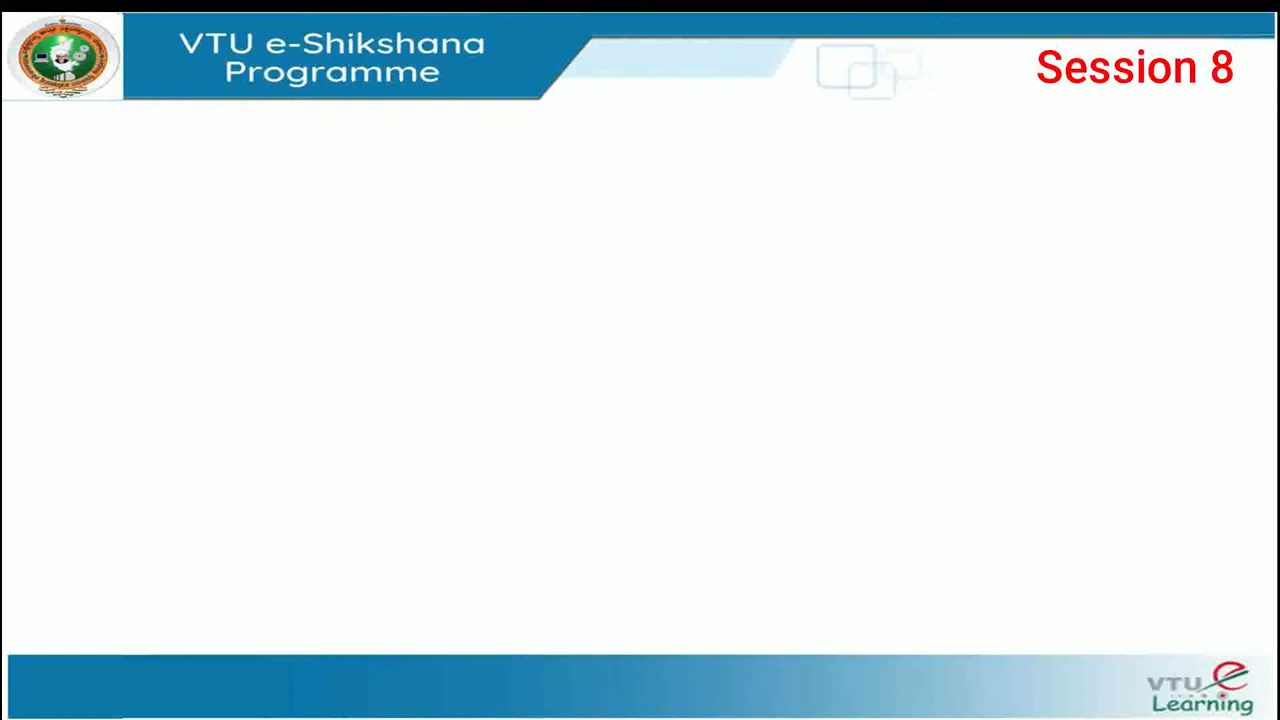 VTU e-Shikshana
Programme
Session 8
VTU e
Learning